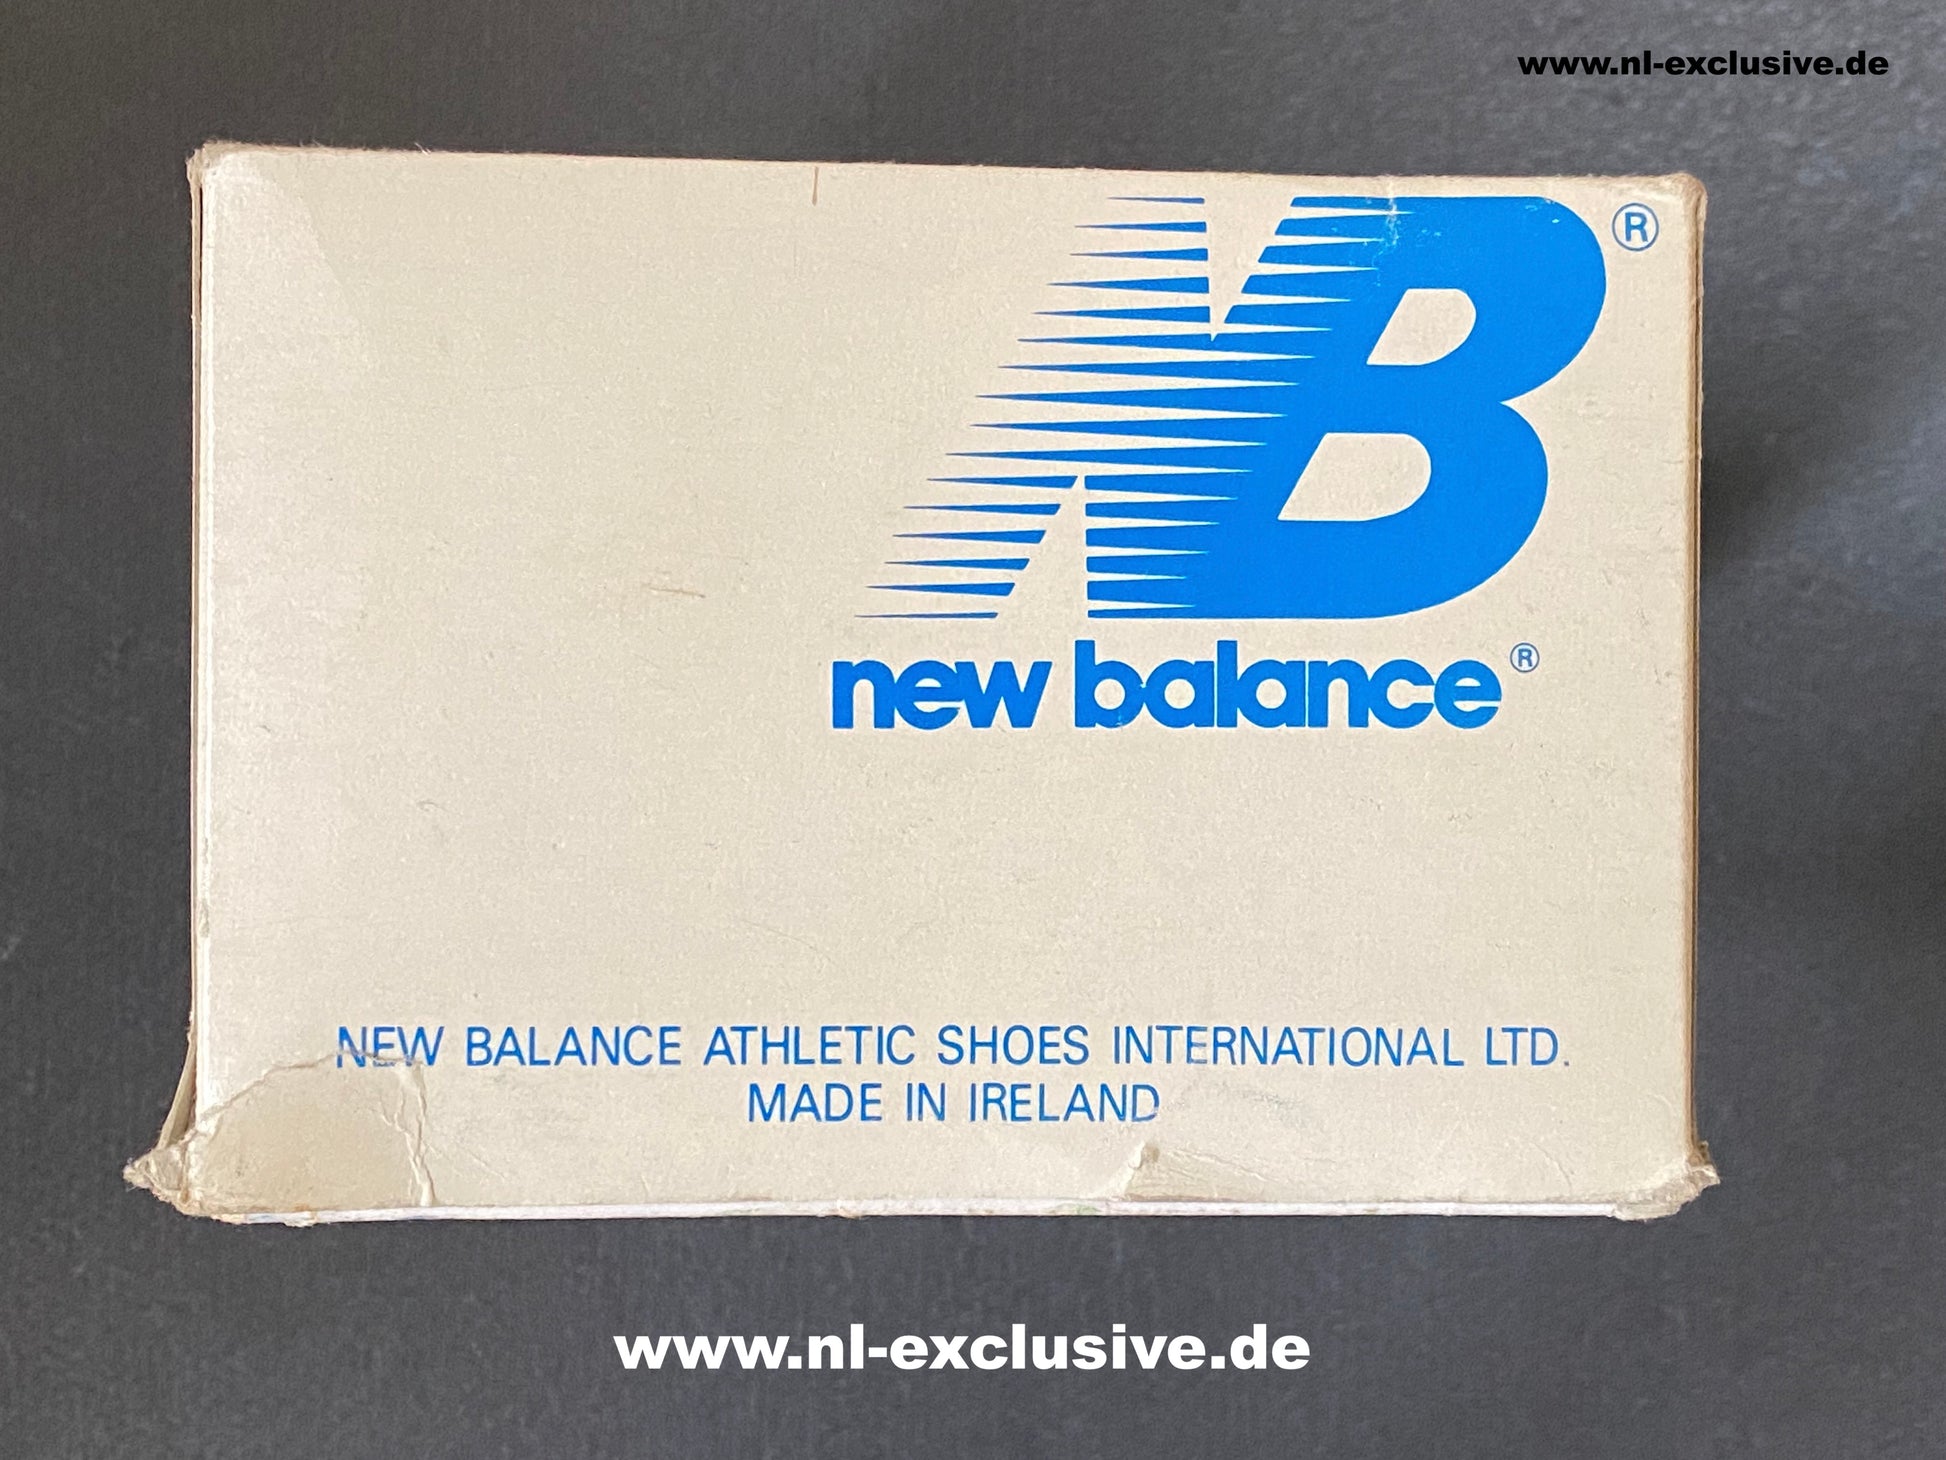 www.nl-exclusive.de
NB®
new balance®
NEW BALANCE ATHLETIC SHOES INTERNATIONAL LTD.
MADE IN IRELAND
www.nl-exclusive.de